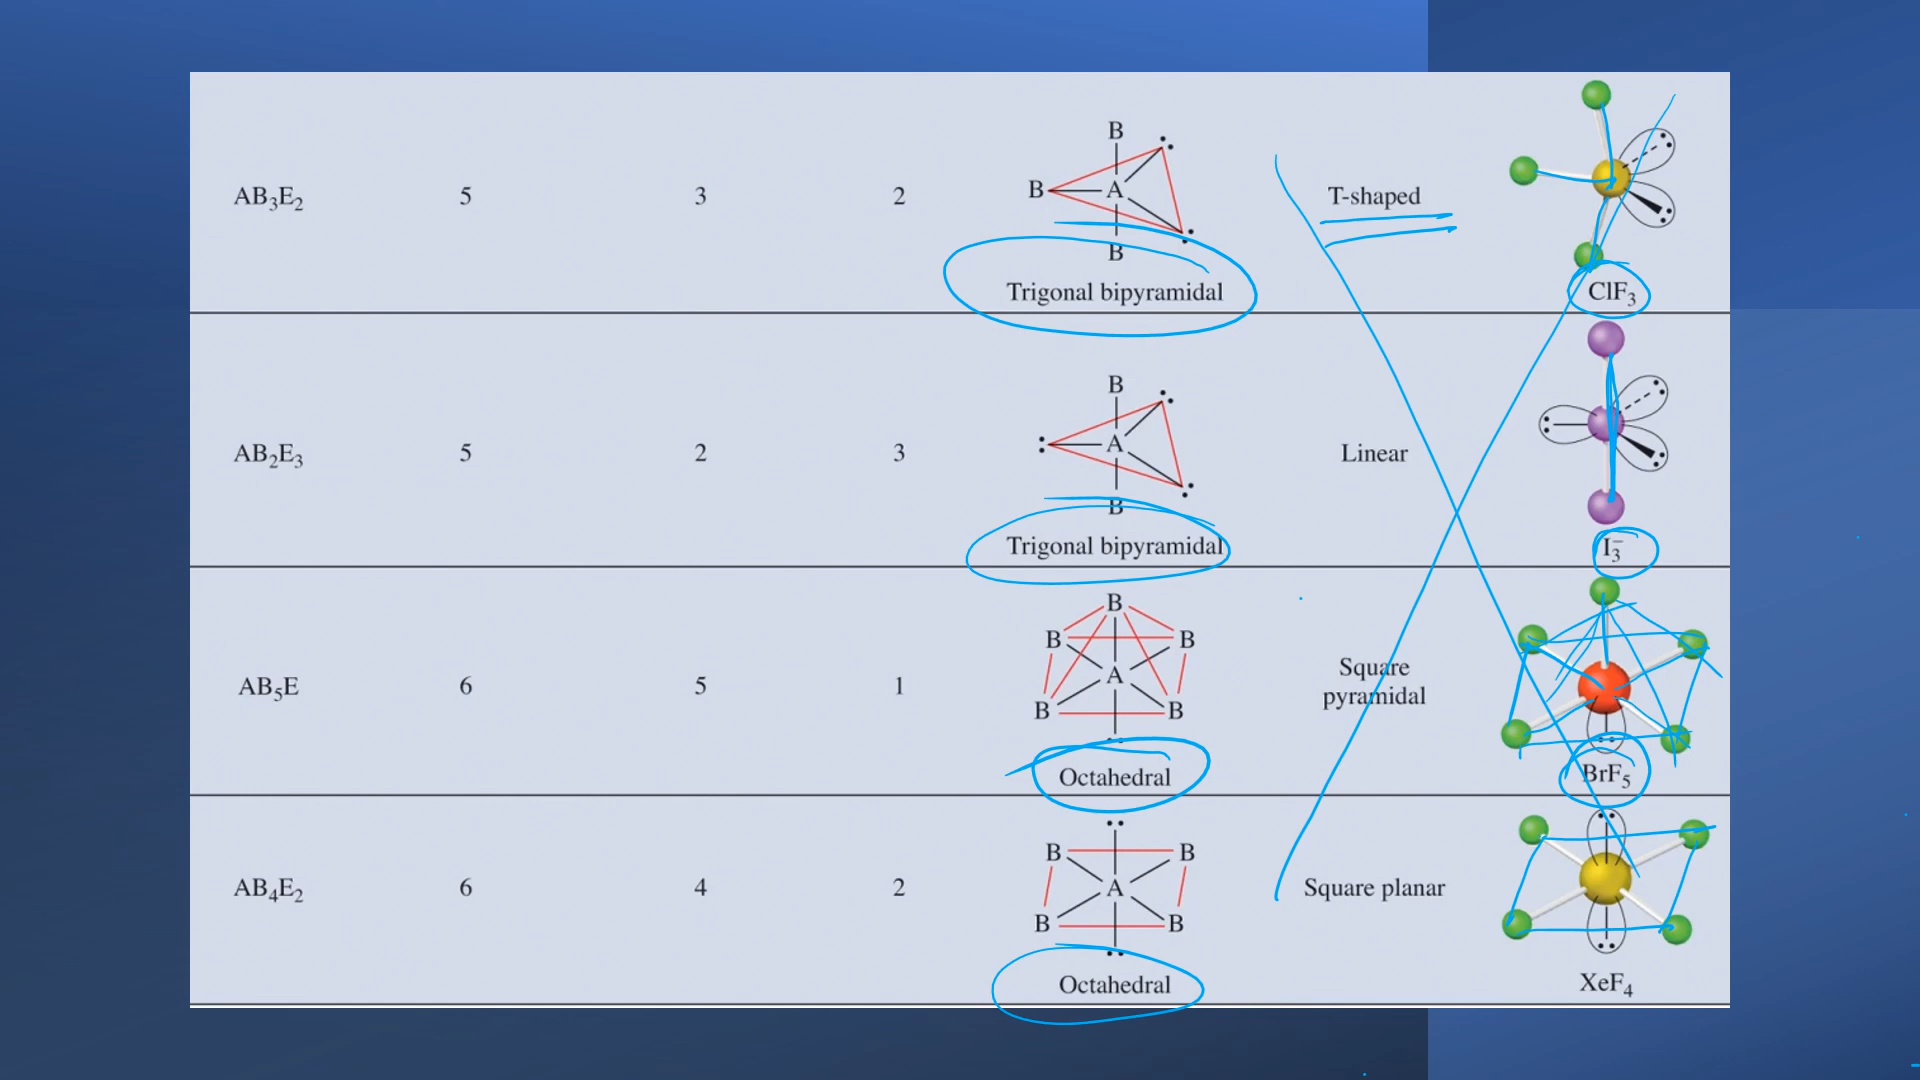 B
B A
B
AB₃E₂ 5 3 2 T-shaped
Trigonal bipyramidal ClF₃
B
A
B
AB₂E₃ 5 2 3 Linear
Trigonal bipyramidal I₃⁻
B
B B
A
B B
AB₅E 6 5 1 Square
pyramidal
Octahedral BrF₅
B B
A
B B
AB₄E₂ 6 4 2 Square planar
Octahedral XeF₄